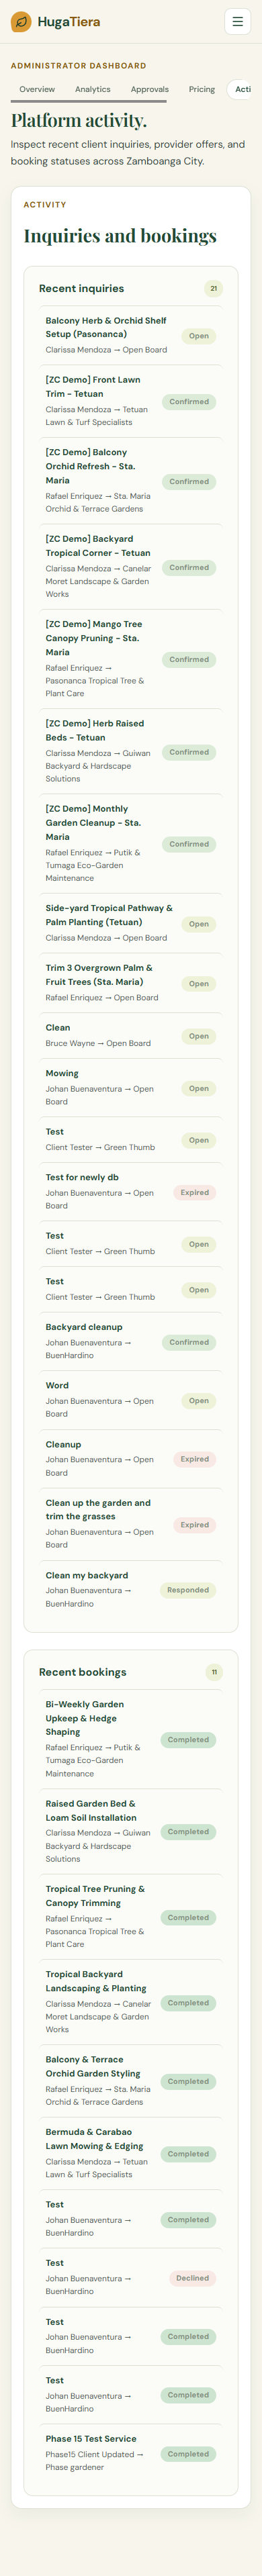 HugaTiera
ADMINISTRATOR DASHBOARD
Overview Analytics Approvals Pricing Acti
Platform activity.
Inspect recent client inquiries, provider offers, and
booking statuses across Zamboanga City.
ACTIVITY
Inquiries and bookings
Recent inquiries 21
Balcony Herb & Orchid Shelf
Setup (Pasonanca)
Clarissa Mendoza → Open Board
Open
[ZC Demo] Front Lawn
Trim - Tetuan
Clarissa Mendoza → Tetuan
Lawn & Turf Specialists
Confirmed
[ZC Demo] Balcony
Orchid Refresh - Sta.
Maria
Rafael Enriquez → Sta. Maria
Orchid & Terrace Gardens
Confirmed
[ZC Demo] Backyard
Tropical Corner - Tetuan
Clarissa Mendoza → Canelar
Moret Landscape & Garden
Works
Confirmed
[ZC Demo] Mango Tree
Canopy Pruning - Sta.
Maria
Rafael Enriquez →
Pasonanca Tropical Tree &
Plant Care
Confirmed
[ZC Demo] Herb Raised
Beds - Tetuan
Clarissa Mendoza → Guiwan
Backyard & Hardscape
Solutions
Confirmed
[ZC Demo] Monthly
Garden Cleanup - Sta.
Maria
Rafael Enriquez → Putik &
Tumaga Eco-Garden
Maintenance
Confirmed
Side-yard Tropical Pathway &
Palm Planting (Tetuan)
Clarissa Mendoza → Open Board
Open
Trim 3 Overgrown Palm &
Fruit Trees (Sta. Maria)
Rafael Enriquez → Open Board
Open
Clean
Bruce Wayne → Open Board
Open
Mowing
Johan Buenaventura → Open
Board
Open
Test
Client Tester → Green Thumb
Open
Test for newly db
Johan Buenaventura → Open
Board
Expired
Test
Client Tester → Green Thumb
Open
Test
Client Tester → Green Thumb
Open
Backyard cleanup
Johan Buenaventura →
BuenHardino
Confirmed
Word
Johan Buenaventura → Open
Board
Open
Cleanup
Johan Buenaventura → Open
Board
Expired
Clean up the garden and
trim the grasses
Johan Buenaventura → Open
Board
Expired
Clean my backyard
Johan Buenaventura →
BuenHardino
Responded
Recent bookings 11
Bi-Weekly Garden
Upkeep & Hedge
Shaping
Rafael Enriquez → Putik &
Tumaga Eco-Garden
Maintenance
Completed
Raised Garden Bed &
Loam Soil Installation
Clarissa Mendoza → Guiwan
Backyard & Hardscape
Solutions
Completed
Tropical Tree Pruning &
Canopy Trimming
Rafael Enriquez →
Pasonanca Tropical Tree &
Plant Care
Completed
Tropical Backyard
Landscaping & Planting
Clarissa Mendoza → Canelar
Moret Landscape & Garden
Works
Completed
Balcony & Terrace
Orchid Garden Styling
Rafael Enriquez → Sta. Maria
Orchid & Terrace Gardens
Completed
Bermuda & Carabao
Lawn Mowing & Edging
Clarissa Mendoza → Tetuan
Lawn & Turf Specialists
Completed
Test
Johan Buenaventura →
BuenHardino
Completed
Test
Johan Buenaventura →
BuenHardino
Declined
Test
Johan Buenaventura →
BuenHardino
Completed
Test
Johan Buenaventura →
BuenHardino
Completed
Phase 15 Test Service
Phase15 Client Updated →
Phase gardener
Completed